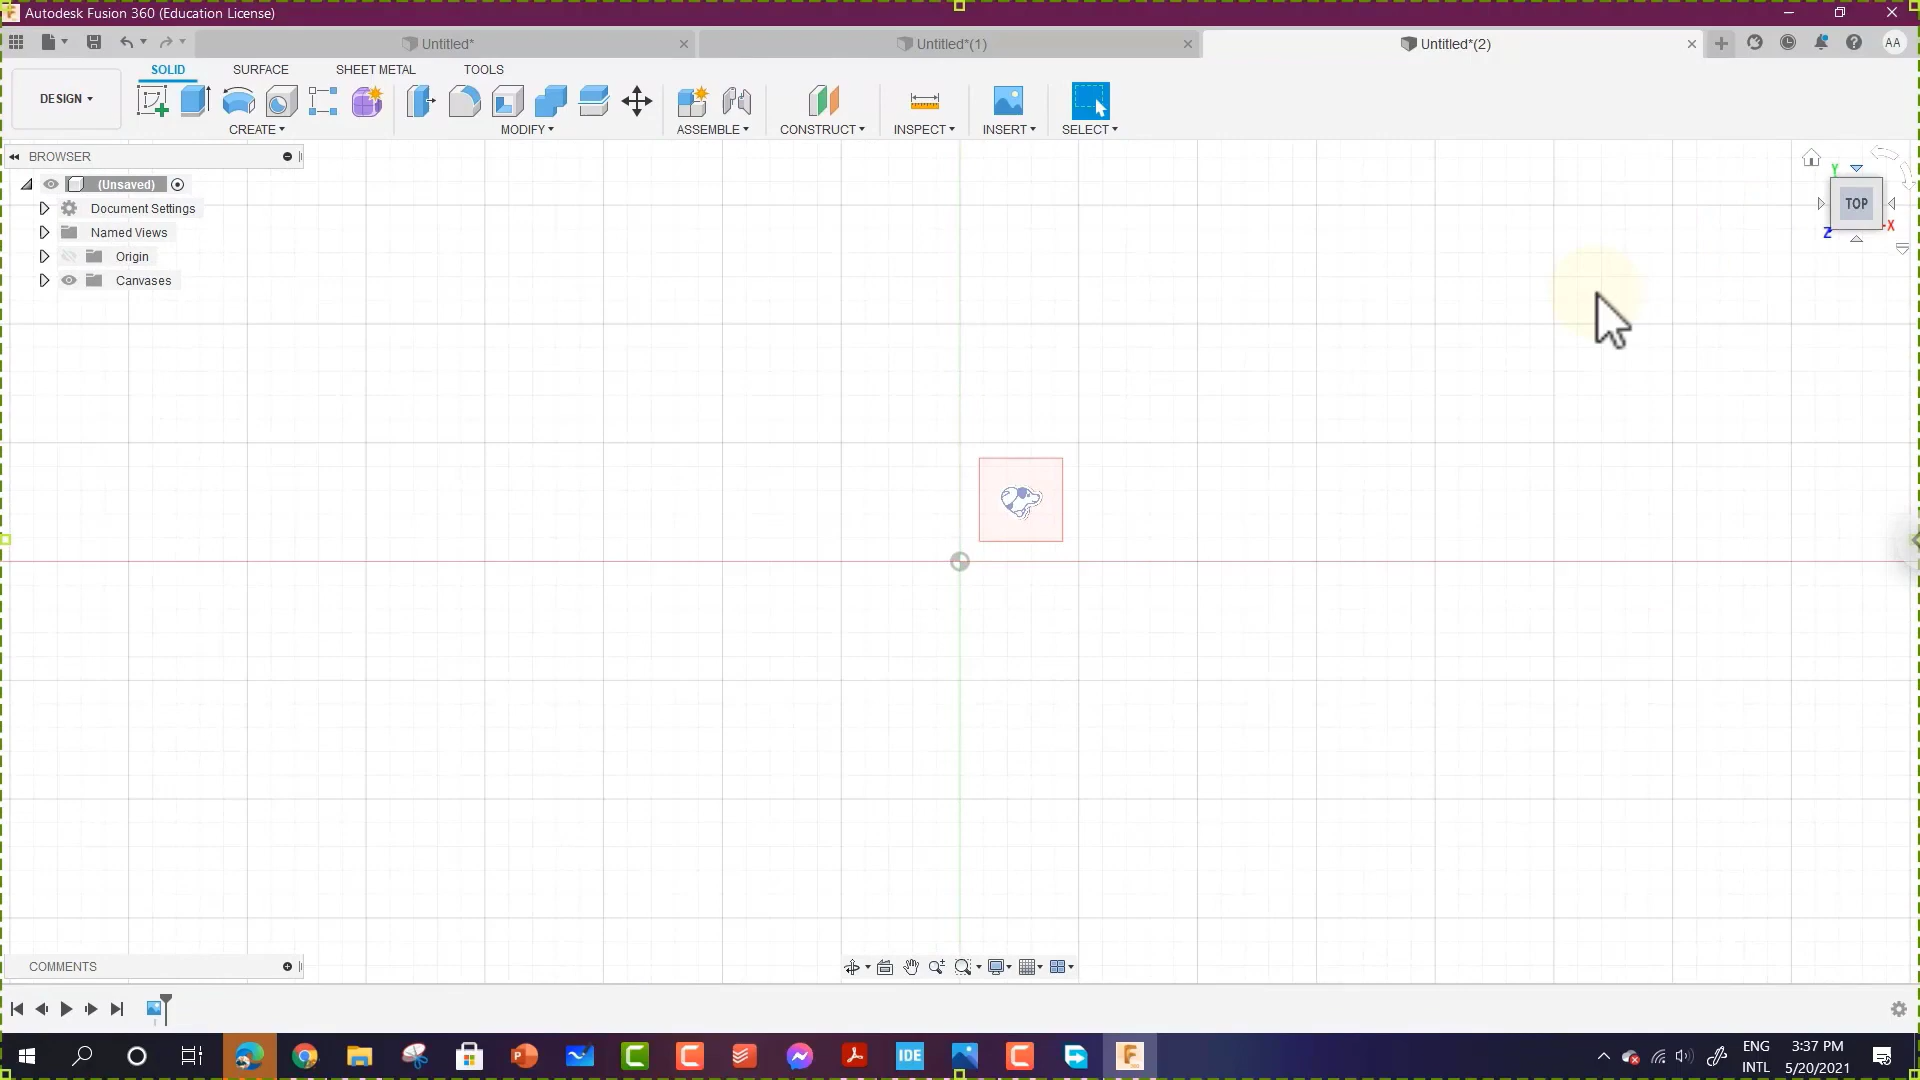 Autodesk Fusion 360 (Education License)
Untitled*
Untitled*(1)
Untitled*(2)
AA
DESIGN
SOLID
SURFACE
SHEET METAL
TOOLS
CREATE
MODIFY
ASSEMBLE
CONSTRUCT
INSPECT
INSERT
SELECT
BROWSER
(Unsaved)
Document Settings
Named Views
Origin
Canvases
Y
TOP
X
Z
COMMENTS
IDE
ENG
INTL
3:37 PM
5/20/2021